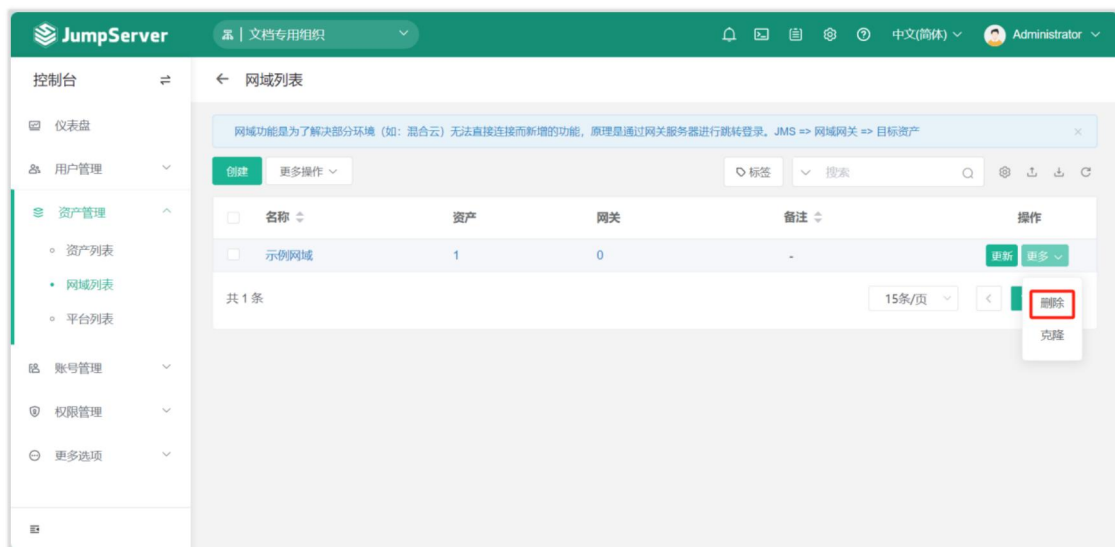 JumpServer
文档专用组织
中文(简体)
Administrator
控制台
网域列表
仪表盘
网域功能是为了解决部分环境（如：混合云）无法直接连接而新增的功能，原理是通过网关服务器进行跳转登录。JMS => 网域网关 => 目标资产
用户管理
创建 更多操作 标签 搜索
资产管理
名称 资产 网关 备注 操作
资产列表
示例网域 1 0 - 更新 更多
网域列表
共 1 条 15条/页
删除
平台列表
克隆
账号管理
权限管理
更多选项